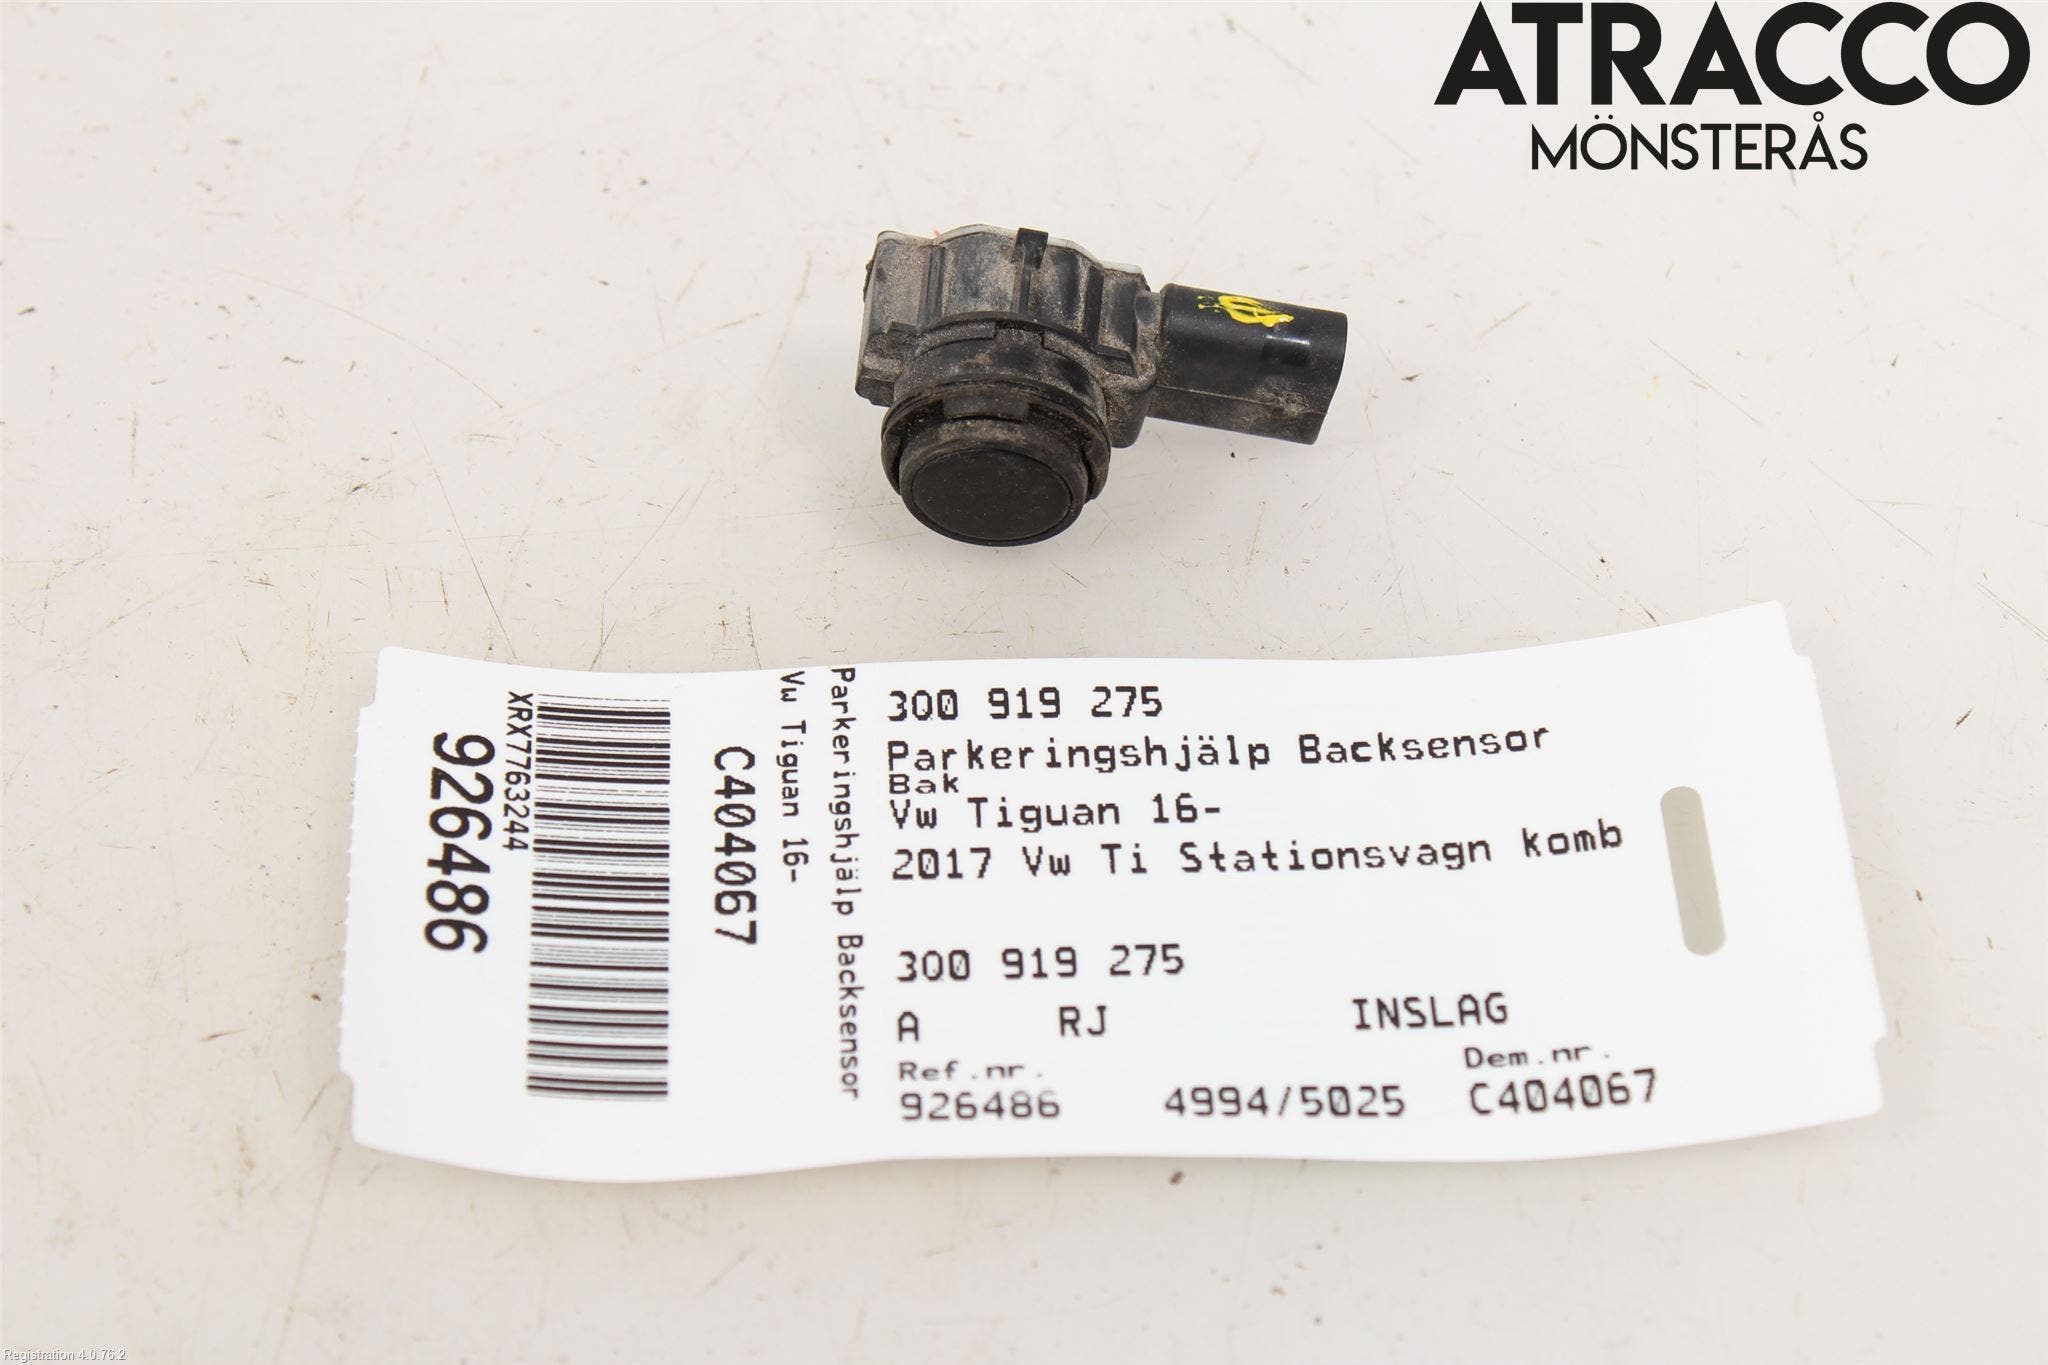 ATRACCO
MÖNSTERÅS
3Q0 919 275
Parkeringshjälp Backsensor
Bak
Vw Tiguan 16-
2017 Vw Ti Stationsvagn komb
3Q0 919 275
A RJ INSLAG
Ref.nr. Dem.nr.
926486 4994/5025 C404067
Parkeringshjälp Backsensor
Vw Tiguan 16-
C404067
XRX7763244
926486
Registration 4.0.76.2